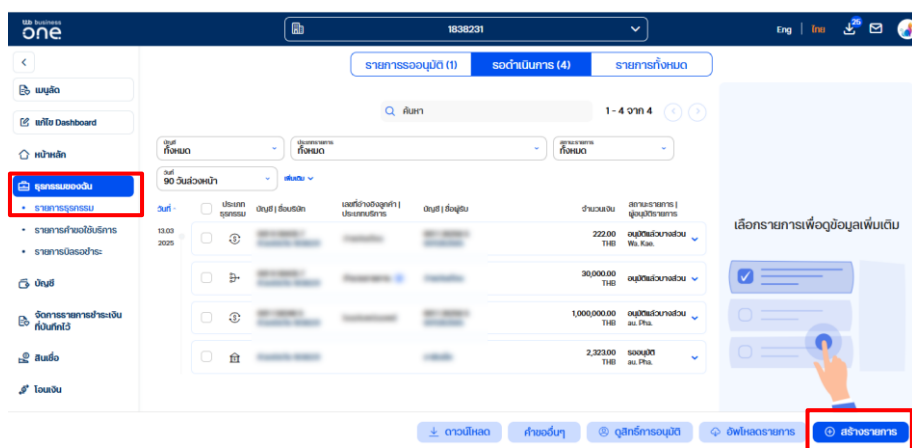 ttb business
one
1838231
Eng | ไทย
25
รายการรออนุมัติ (1)
รอดำเนินการ (4)
รายการทั้งหมด
เมนูลัด
แก้ไข Dashboard
หน้าหลัก
ธุรกรรมของฉัน
รายการธุรกรรม
รายการคำขอใช้บริการ
รายการบิลรอชำระ
บัญชี
จัดการรายการชำระเงิน
ที่บันทึกไว้
สินเชื่อ
โอนเงิน
ค้นหา
1 - 4 จาก 4
บัญชี
ทั้งหมด
ประเภทรายการ
ทั้งหมด
สถานะรายการ
ทั้งหมด
วันที่
90 วันล่วงหน้า
เพิ่มเติม
วันที่
ประเภท
ธุรกรรม
บัญชี | ชื่อบริษัท
เลขที่อ้างอิงลูกค้า |
ประเภทบริการ
บัญชี | ชื่อผู้รับ
จำนวนเงิน
สถานะรายการ |
ผู้อนุมัติรายการ
13.03
2025
222.00
THB
อนุมัติแล้วบางส่วน
Wa. Kae.
30,000.00
THB
อนุมัติแล้วบางส่วน
1,000,000.00
THB
อนุมัติแล้วบางส่วน
au. Pha.
2,323.00
THB
รออนุมัติ
au. Pha.
เลือกรายการเพื่อดูข้อมูลเพิ่มเติม
ดาวน์โหลด
คำขออื่นๆ
ดูสิทธิ์การอนุมัติ
อัพโหลดรายการ
สร้างรายการ